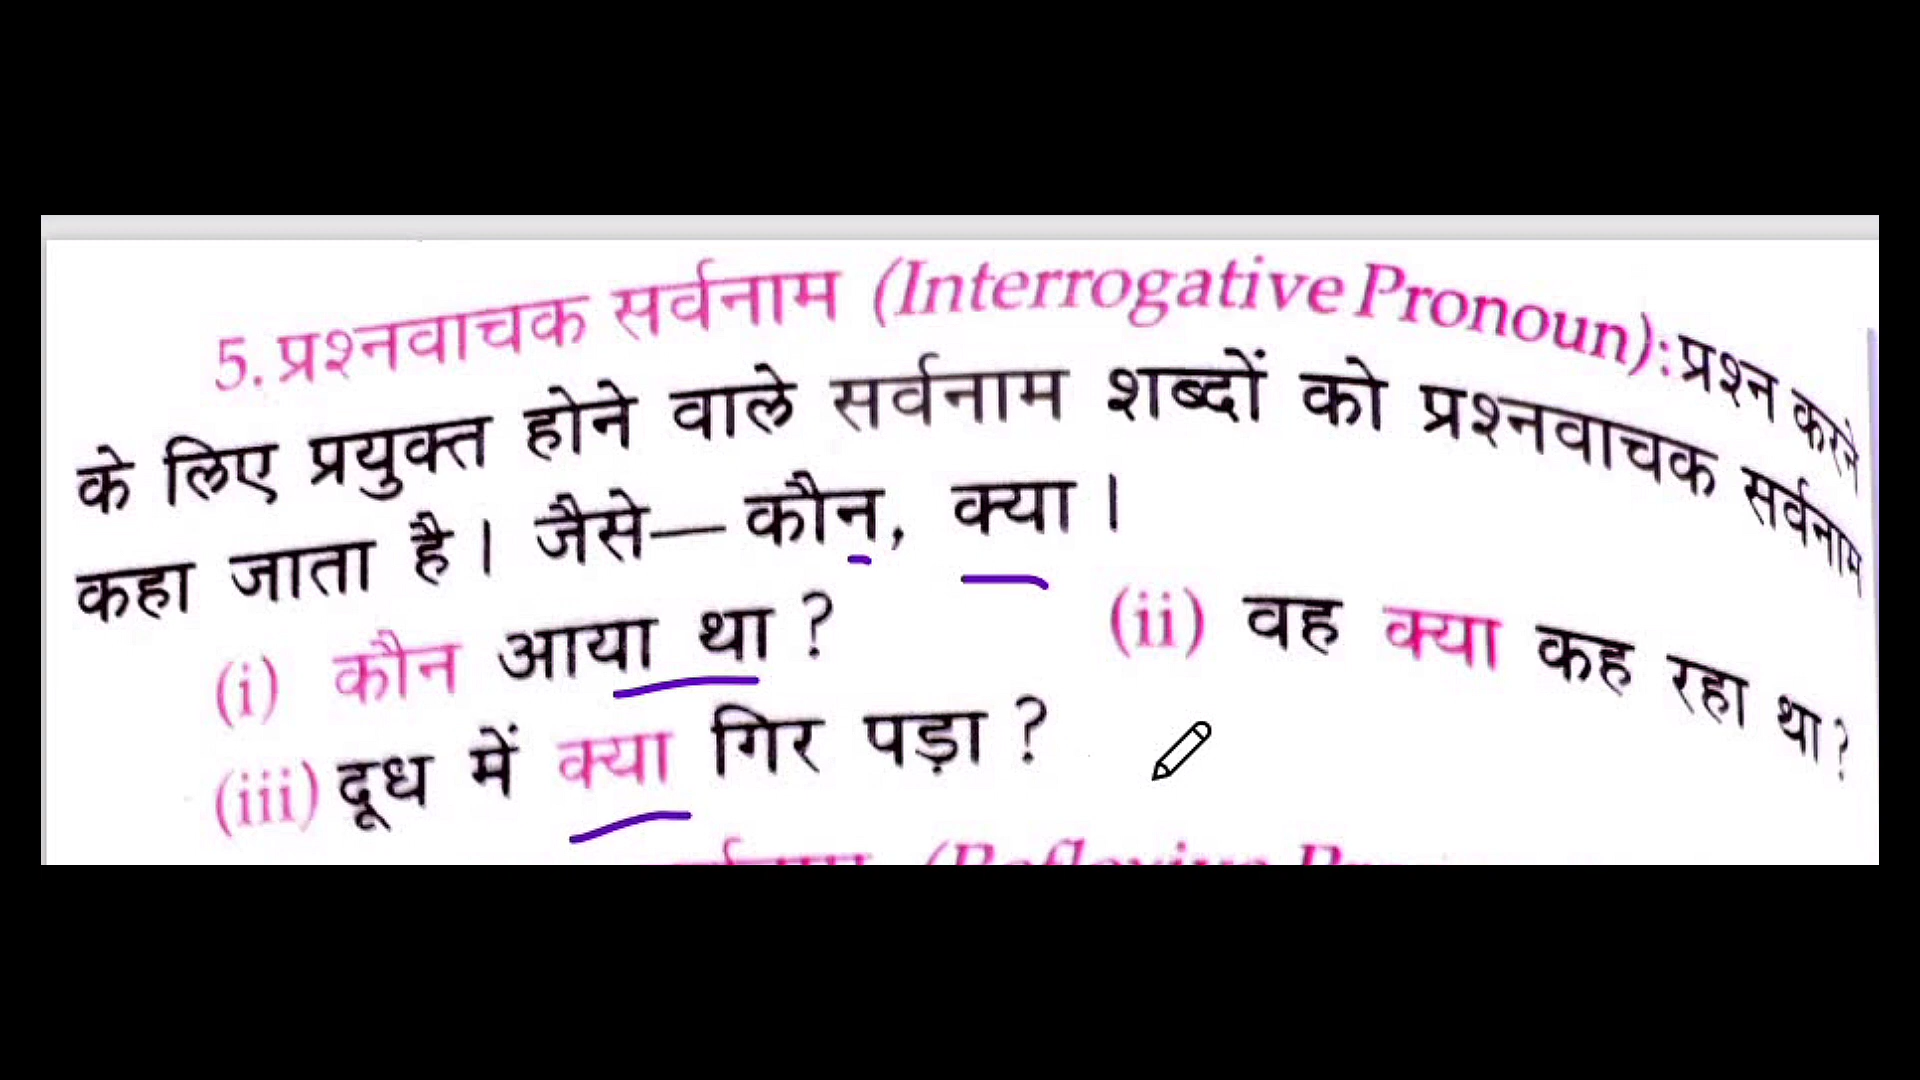 5. प्रश्नवाचक सर्वनाम (Interrogative Pronoun): प्रश्न करने
के लिए प्रयुक्त होने वाले सर्वनाम शब्दों को प्रश्नवाचक सर्वनाम
कहा जाता है। जैसे— कौन, क्या।
(i) कौन आया था? (ii) वह क्या कह रहा था?
(iii) दूध में क्या गिर पड़ा?